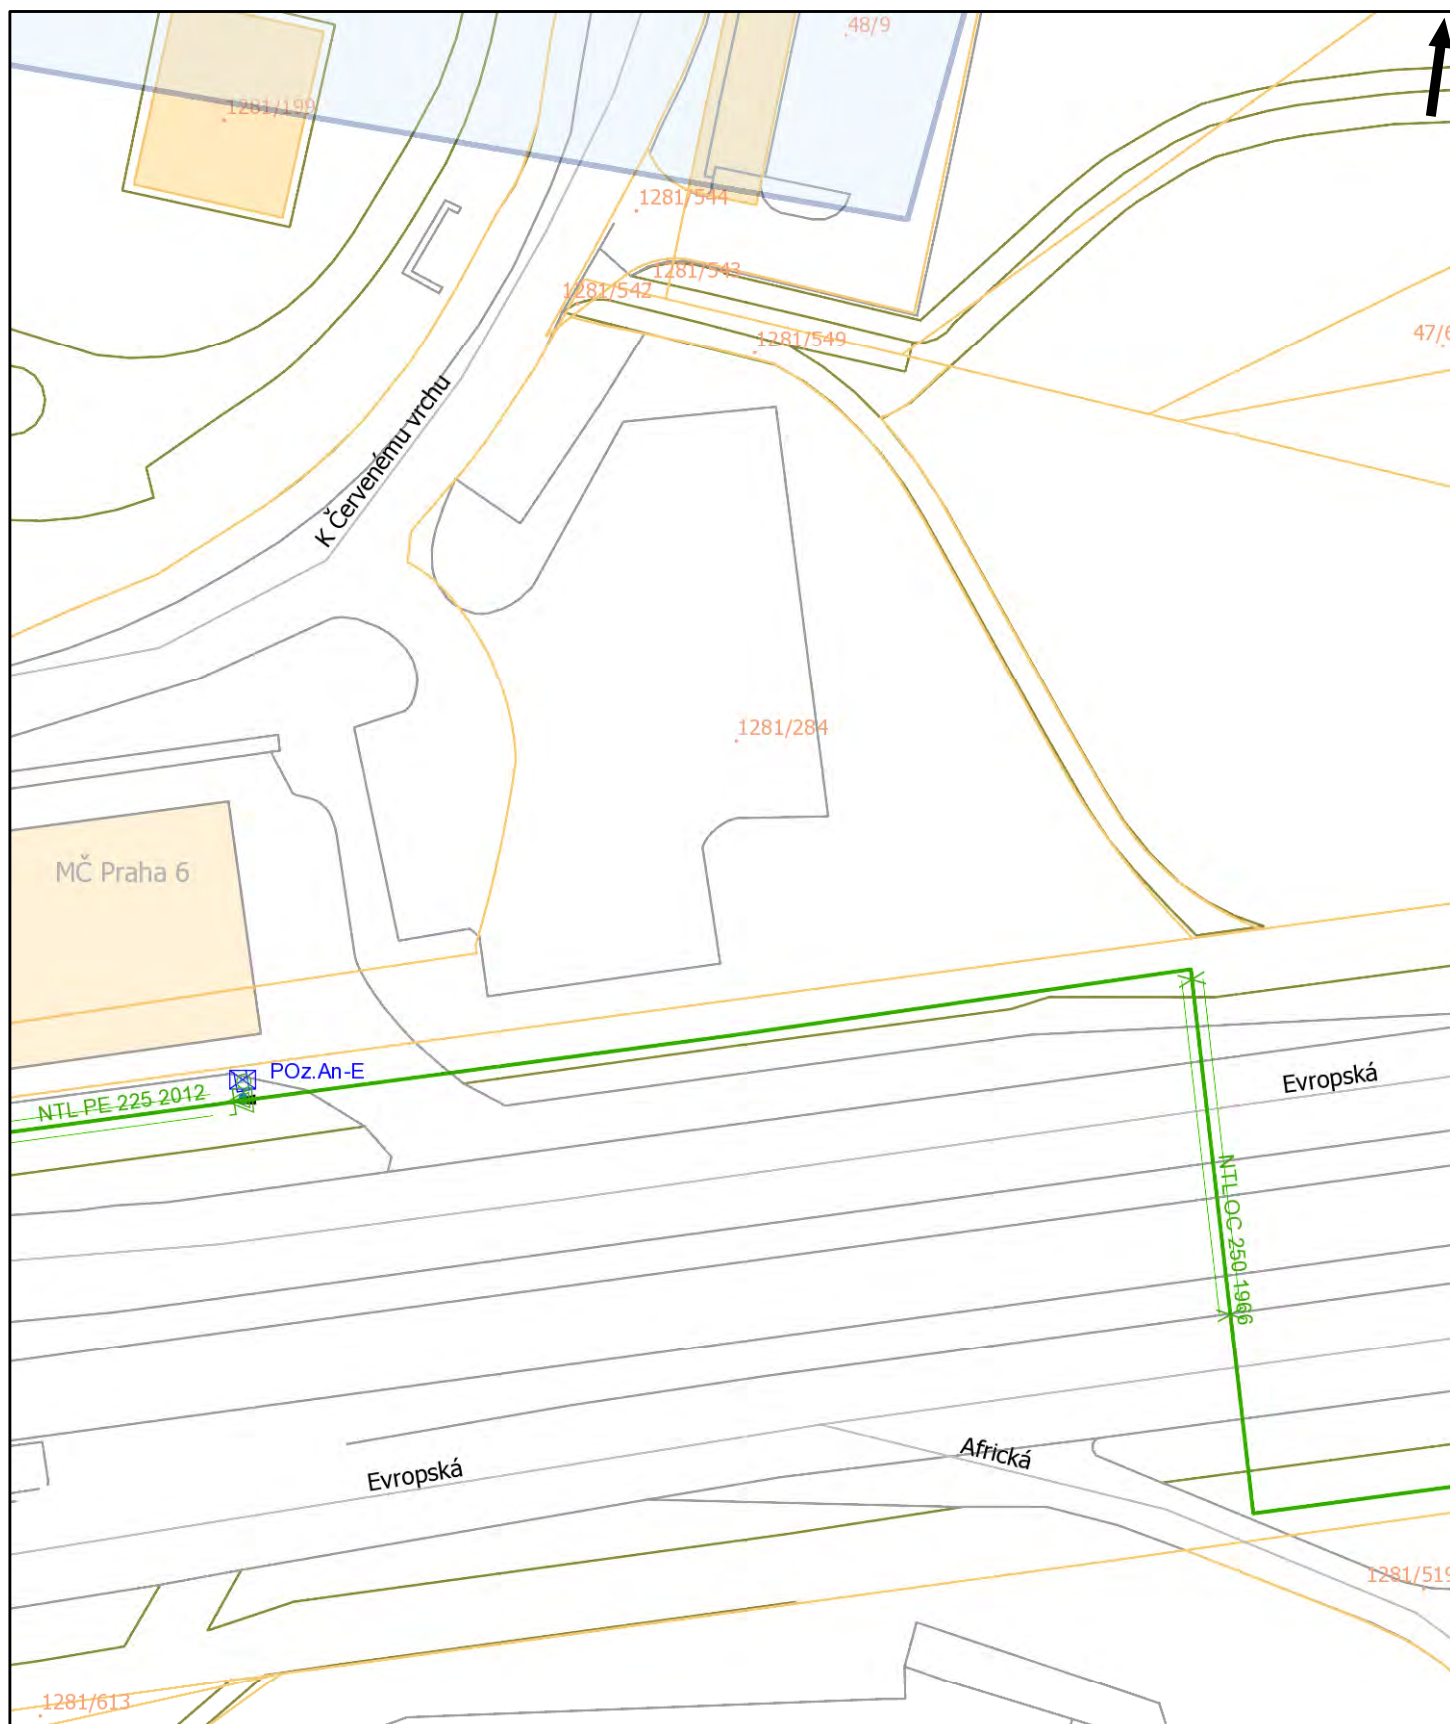 48/9
1281/199
1281/544
1281/543
1281/542
1281/549
47/6
K Červenému vrchu
1281/284
MČ Praha 6
POz.An-E
Evropská
NTL PE 225 2012
NTL OC 250 1966
Africká
Evropská
1281/519
1281/613